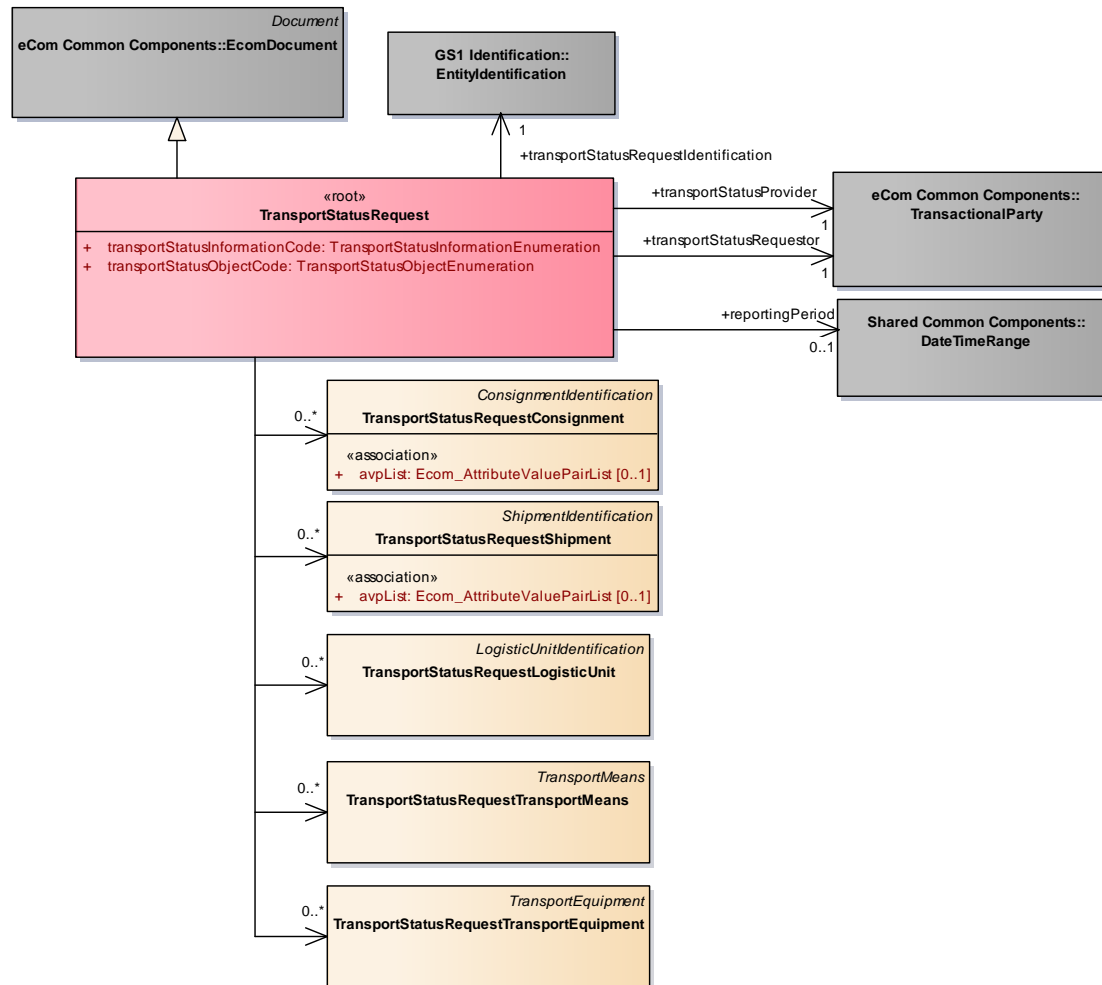 Document
eCom Common Components::EcomDocument
GS1 Identification::
EntityIdentification
1
+transportStatusRequestIdentification
«root»
TransportStatusRequest
+ transportStatusInformationCode: TransportStatusInformationEnumeration
+ transportStatusObjectCode: TransportStatusObjectEnumeration
+transportStatusProvider
1
+transportStatusRequestor
1
eCom Common Components::
TransactionalParty
+reportingPeriod
0..1
Shared Common Components::
DateTimeRange
0..*
ConsignmentIdentification
TransportStatusRequestConsignment
«association»
+ avpList: Ecom_AttributeValuePairList [0..1]
0..*
ShipmentIdentification
TransportStatusRequestShipment
«association»
+ avpList: Ecom_AttributeValuePairList [0..1]
0..*
LogisticUnitIdentification
TransportStatusRequestLogisticUnit
0..*
TransportMeans
TransportStatusRequestTransportMeans
0..*
TransportEquipment
TransportStatusRequestTransportEquipment